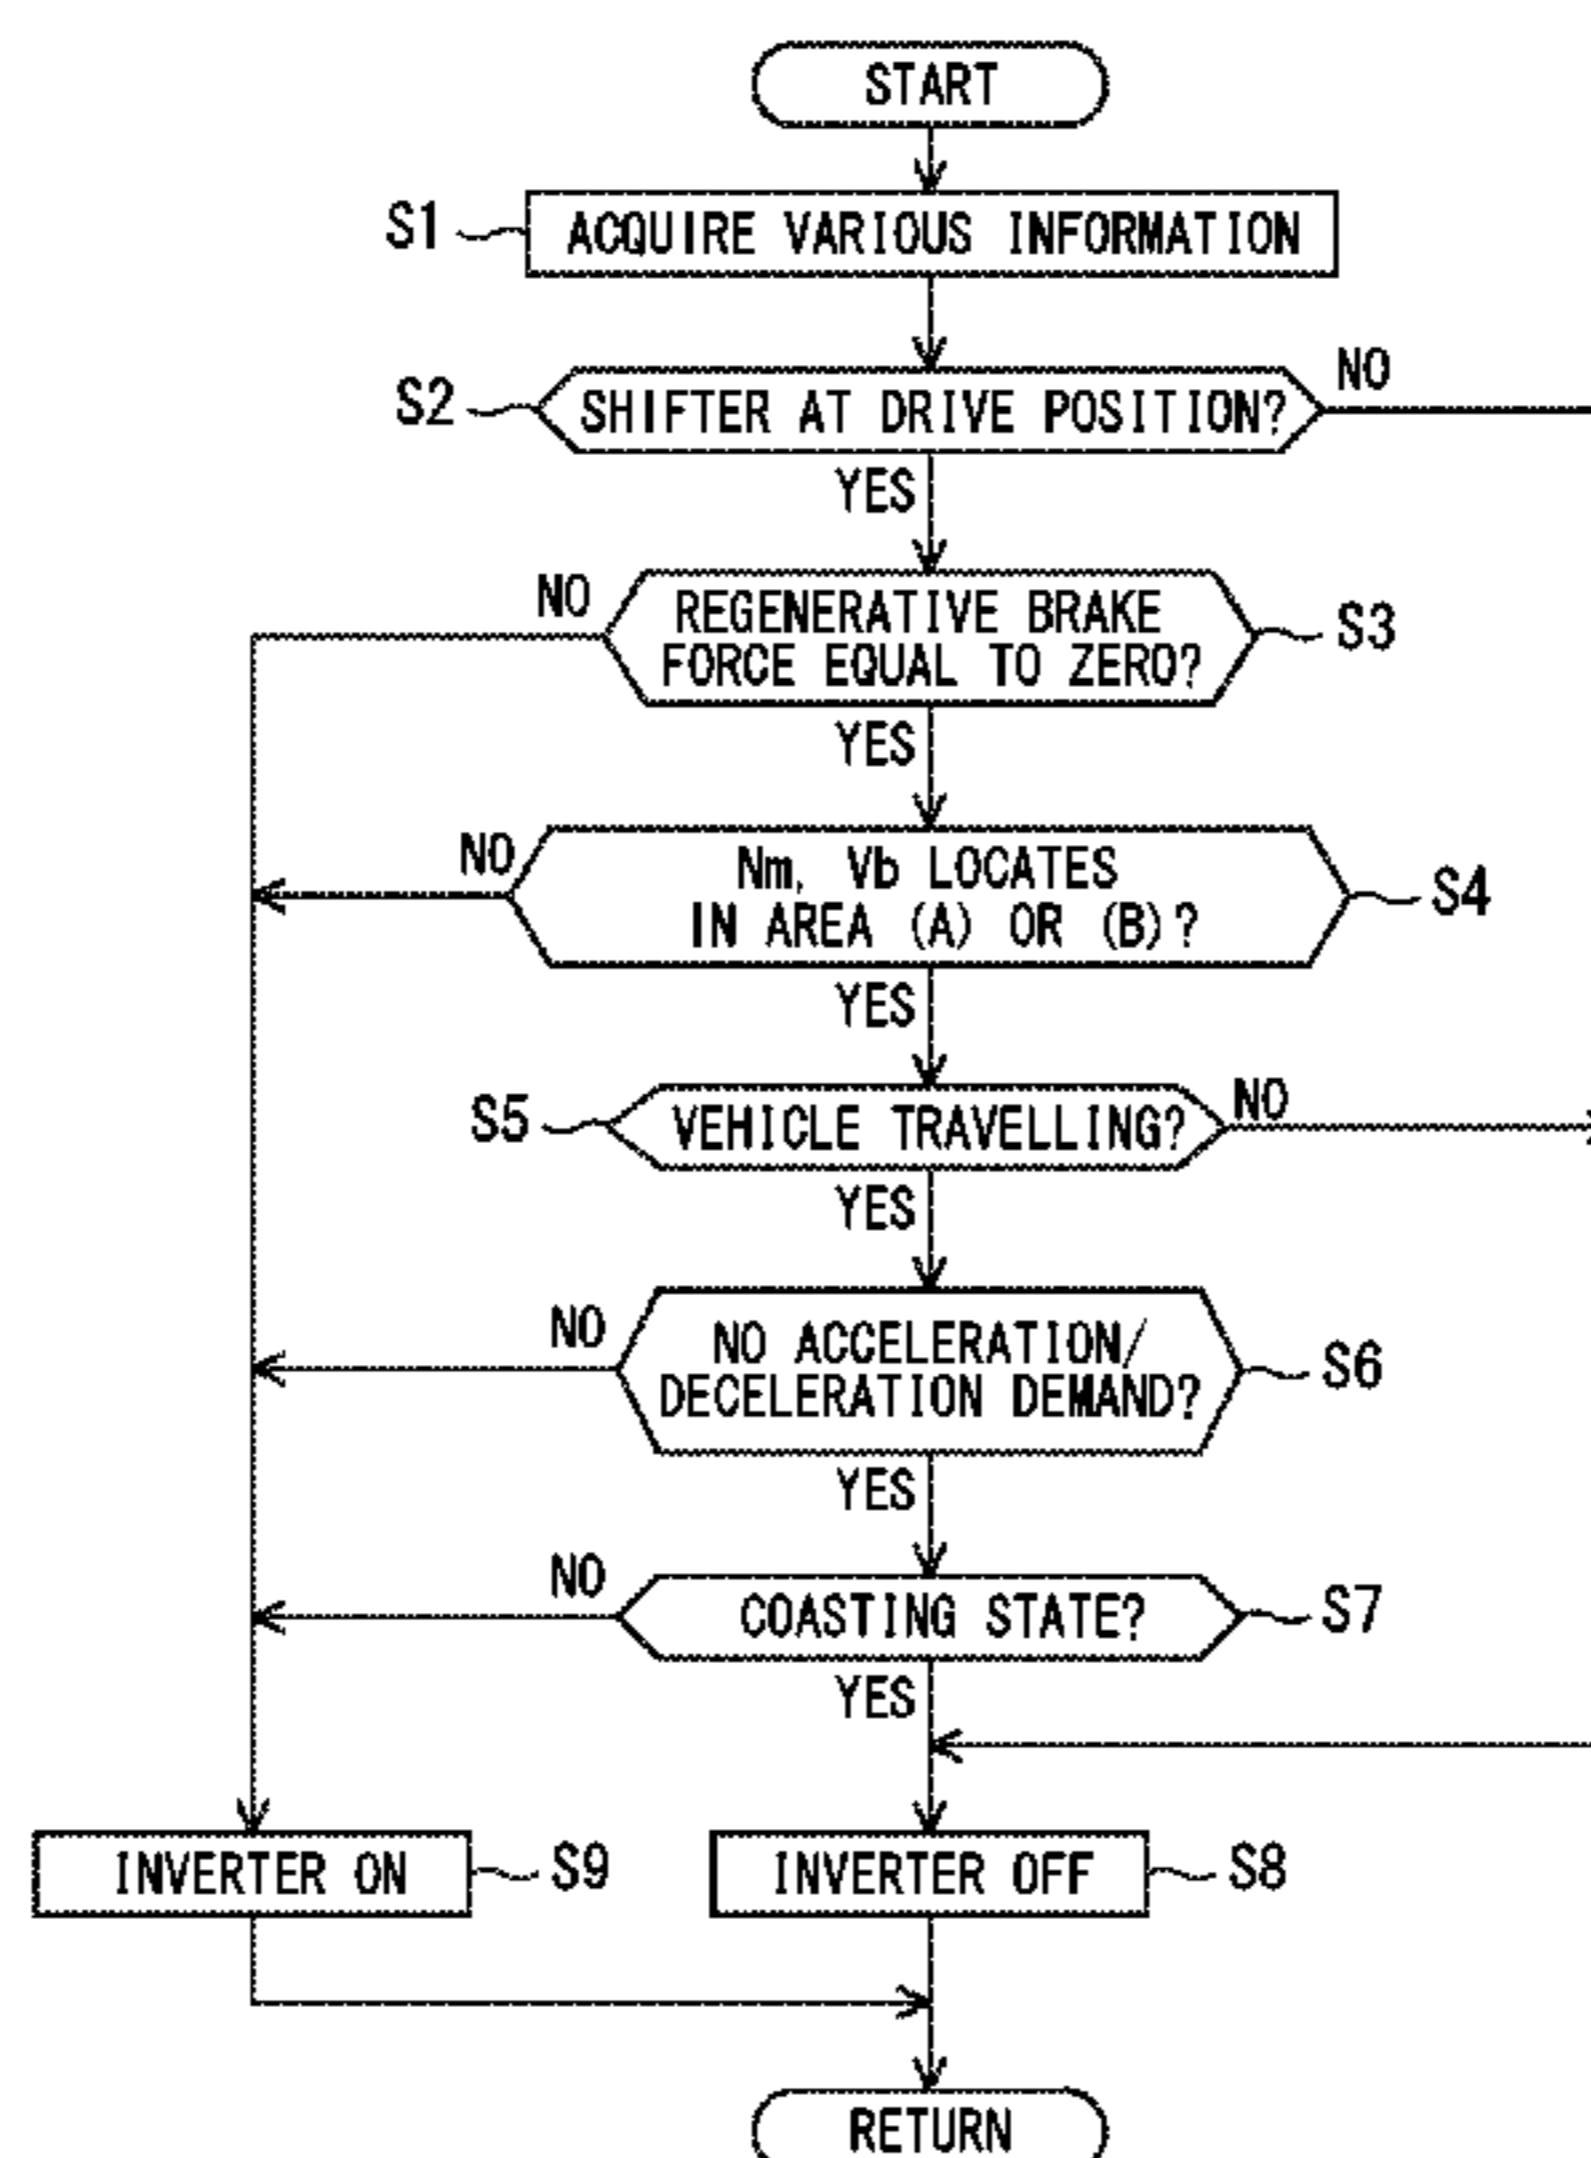 START
S1
ACQUIRE VARIOUS INFORMATION
S2
SHIFTER AT DRIVE POSITION?
NO
YES
NO
REGENERATIVE BRAKE
FORCE EQUAL TO ZERO?
S3
YES
NO
Nm, Vb LOCATES
IN AREA (A) OR (B)?
S4
YES
S5
VEHICLE TRAVELLING?
NO
YES
NO
NO ACCELERATION/
DECELERATION DEMAND?
S6
YES
NO
COASTING STATE?
S7
YES
INVERTER ON
S9
INVERTER OFF
S8
RETURN